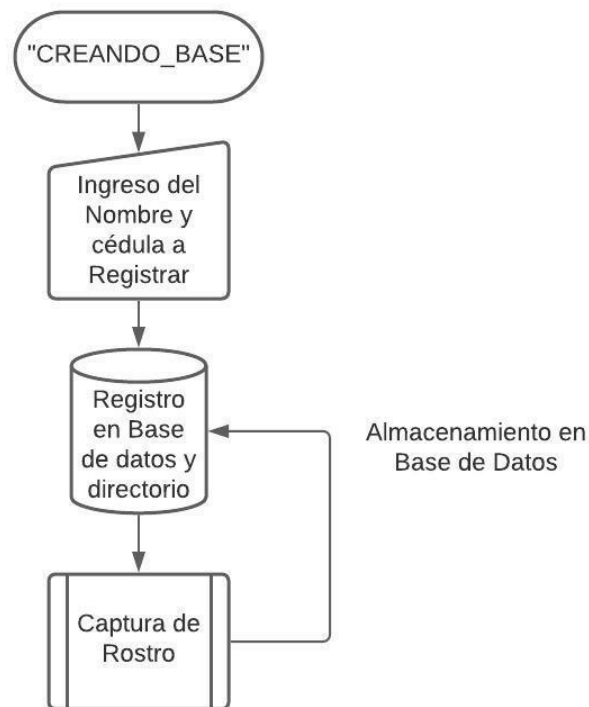 "CREANDO_BASE"
Ingreso del
Nombre y
cédula a
Registrar
Registro
en Base
de datos y
directorio
Almacenamiento en
Base de Datos
Captura de
Rostro